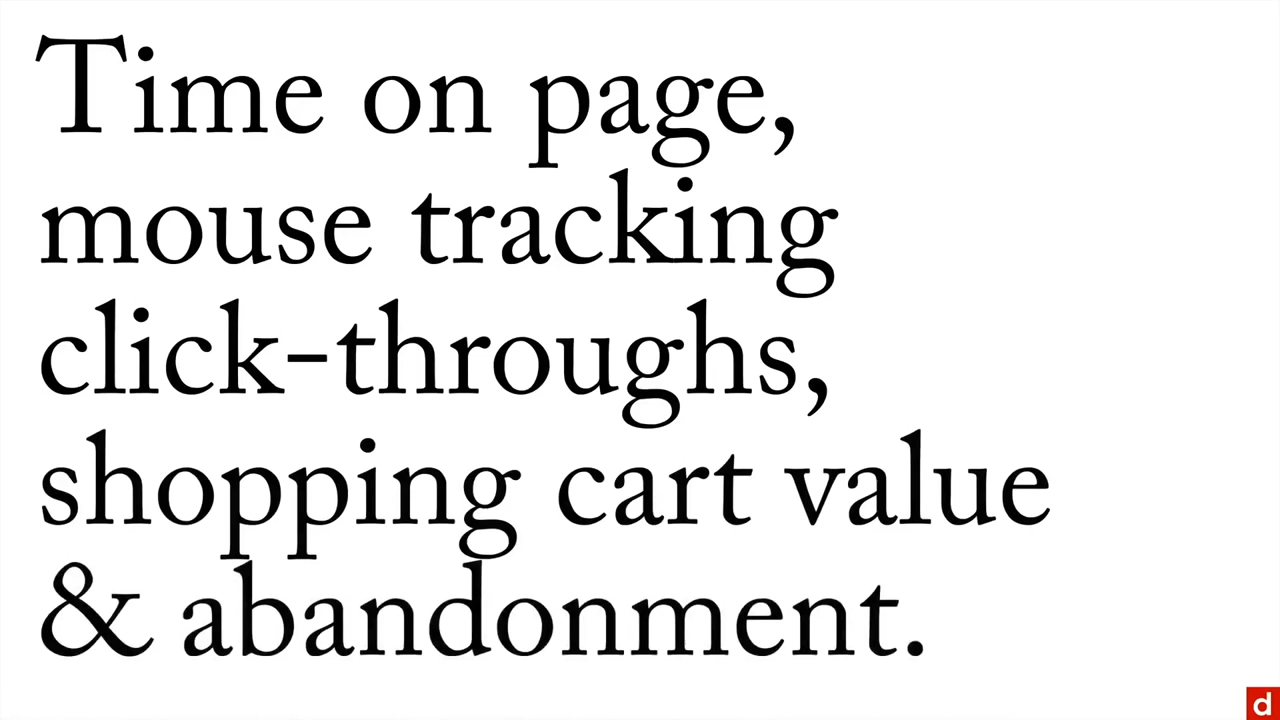 Time on page,
mouse tracking
click-throughs,
shopping cart value
& abandonment.
d